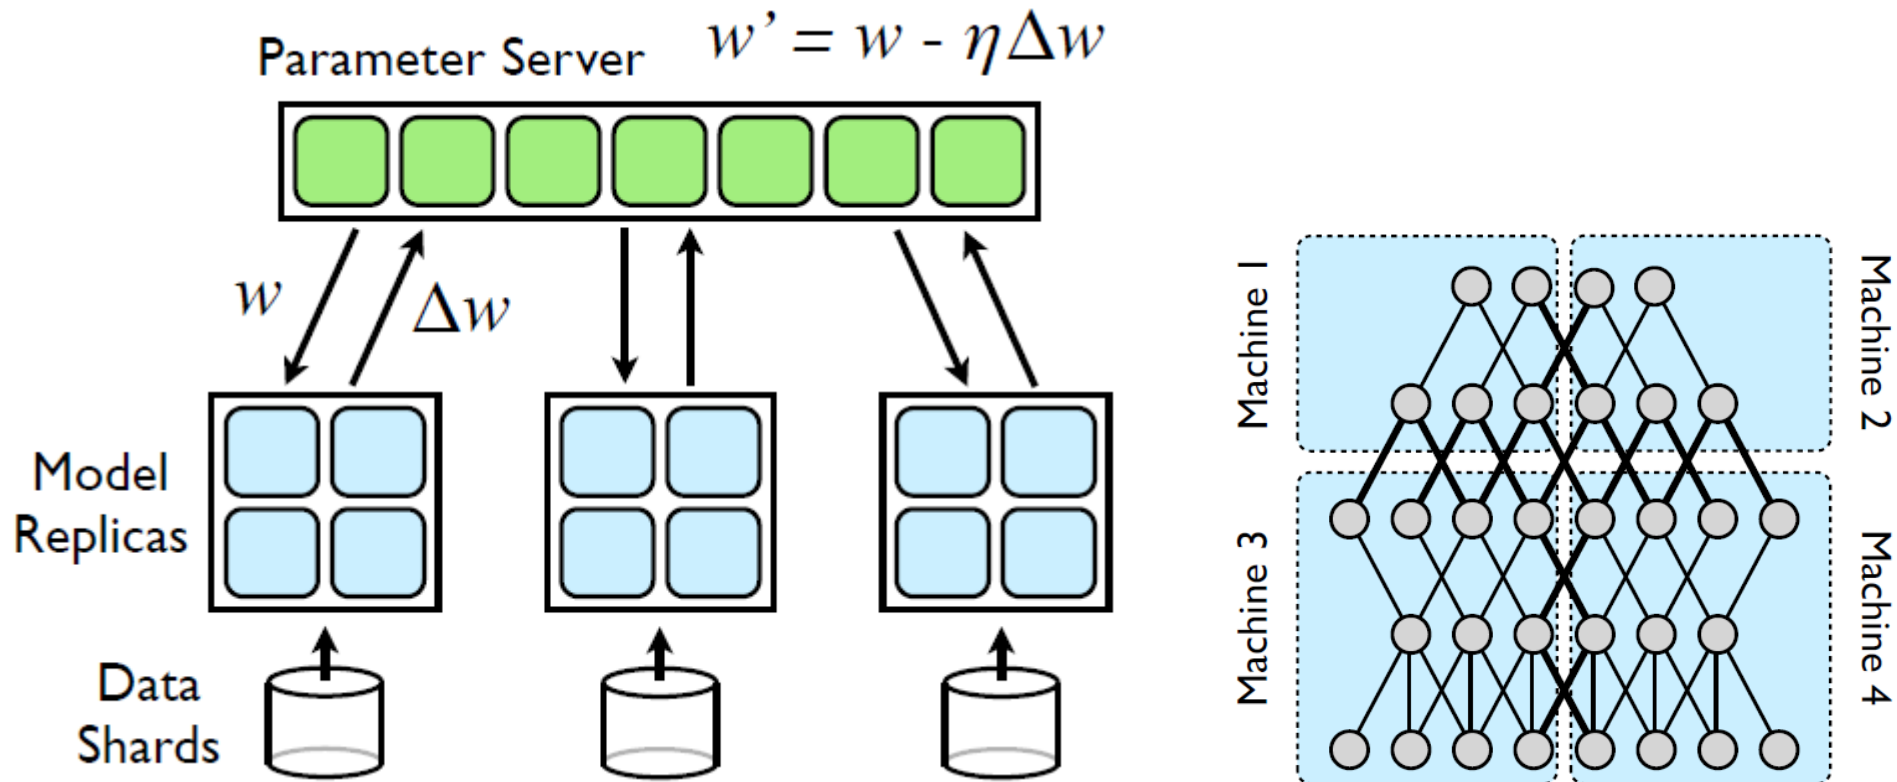 Parameter Server
w’ = w - ηΔw
w
Δw
Model
Replicas
Data
Shards
Machine 1
Machine 2
Machine 3
Machine 4